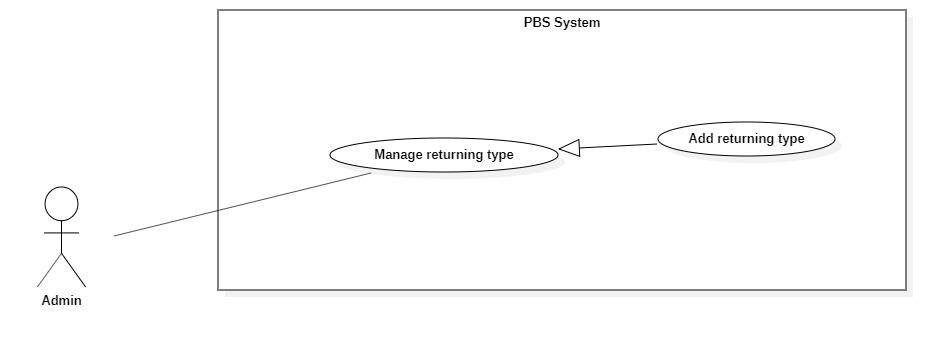 PBS System
Add returning type
Manage returning type
Admin